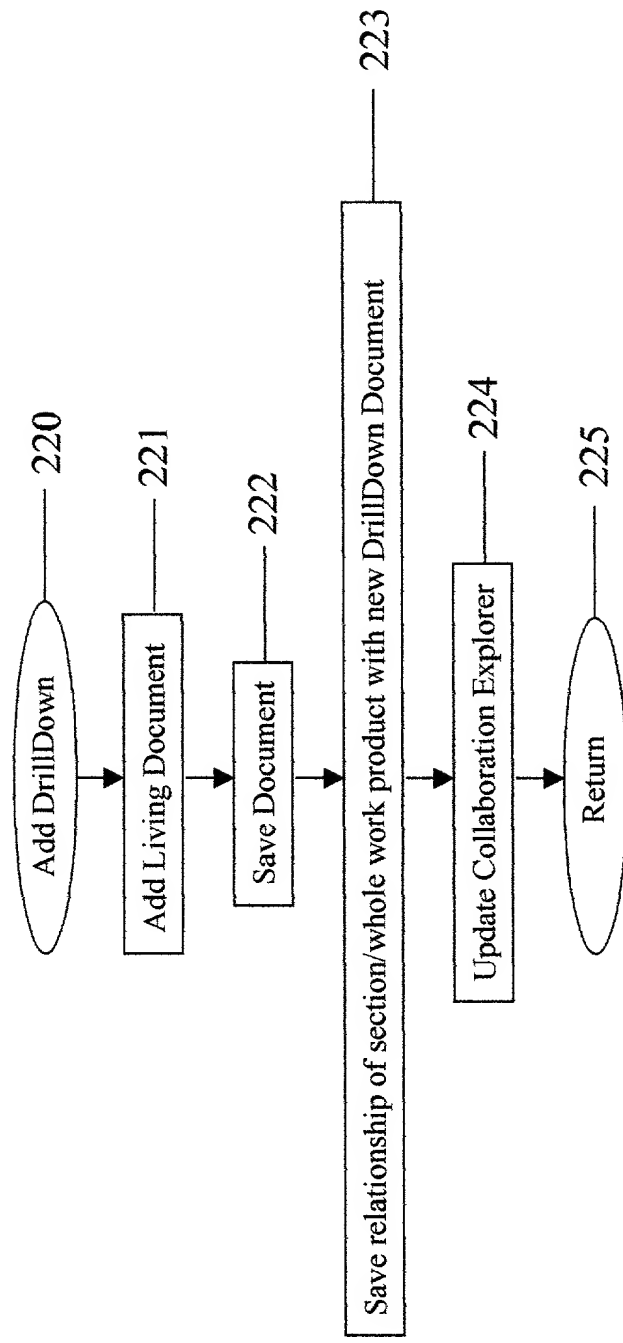 Add DrillDown
220
Add Living Document
221
Save Document
222
Save relationship of section/whole work product with new DrillDown Document
223
Update Collaboration Explorer
224
Return
225